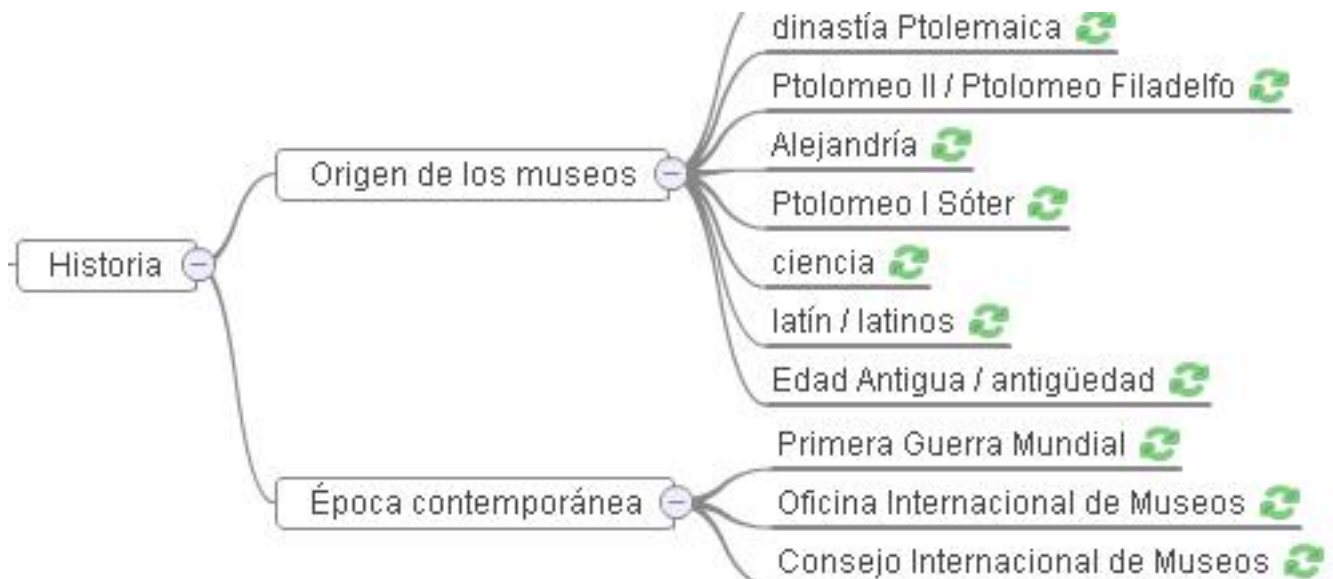 dinastía Ptolemaica
Ptolomeo II / Ptolomeo Filadelfo
Alejandría
Origen de los museos
Ptolomeo I Sóter
Historia
ciencia
latín / latinos
Edad Antigua / antigüedad
Primera Guerra Mundial
Época contemporánea
Oficina Internacional de Museos
Consejo Internacional de Museos